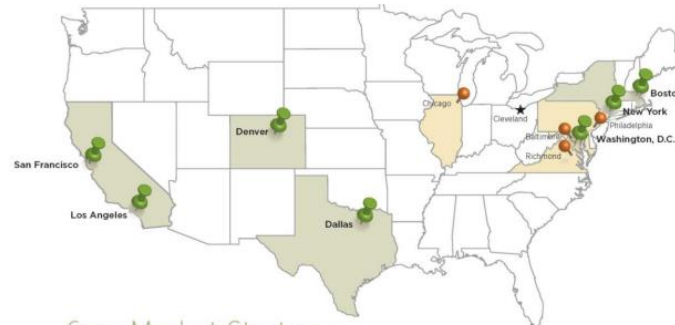 Boston
Chicago
New York
Cleveland
Philadelphia
Denver
Baltimore
Washington, D.C.
Richmond
San Francisco
Los Angeles
Dallas